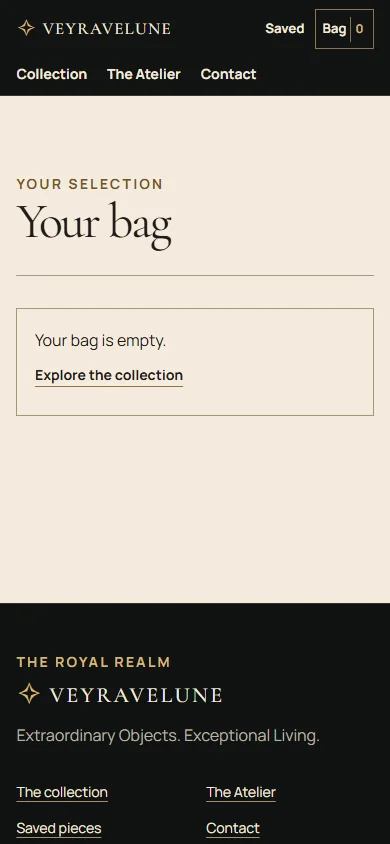 VEYRAVELUNE
Saved
Bag 0
Collection The Atelier Contact
YOUR SELECTION
Your bag
Your bag is empty.
Explore the collection
THE ROYAL REALM
VEYRAVELUNE
Extraordinary Objects. Exceptional Living.
The collection The Atelier
Saved pieces Contact